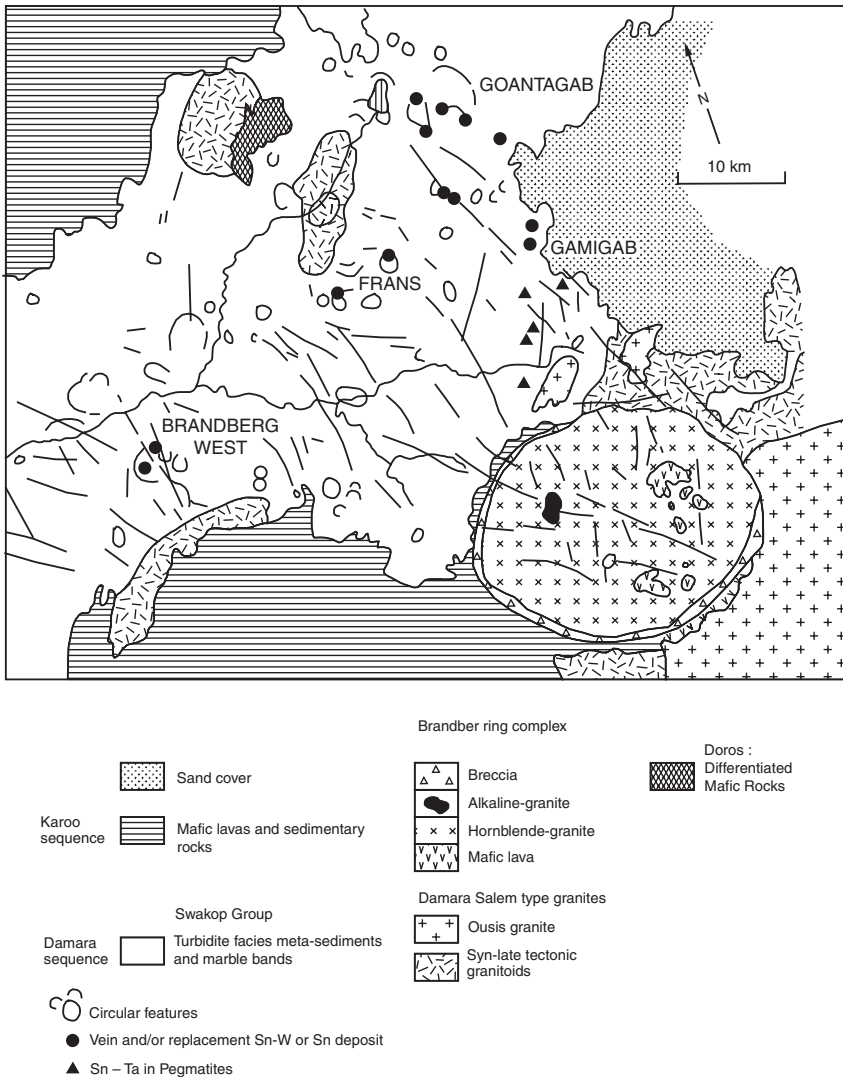 GOANTAGAB
N
10 km
GAMIGAB
FRANS
BRANDBERG
WEST
Brandber ring complex
Sand cover
Karoo
sequence
Mafic lavas and sedimentary
rocks
Breccia
Alkaline-granite
Hornblende-granite
Mafic lava
Doros :
Differentiated
Mafic Rocks
Swakop Group
Damara
sequence
Turbidite facies meta-sediments
and marble bands
Damara Salem type granites
Ousis granite
Syn-late tectonic
granitoids
Circular features
Vein and/or replacement Sn-W or Sn deposit
Sn – Ta in Pegmatites